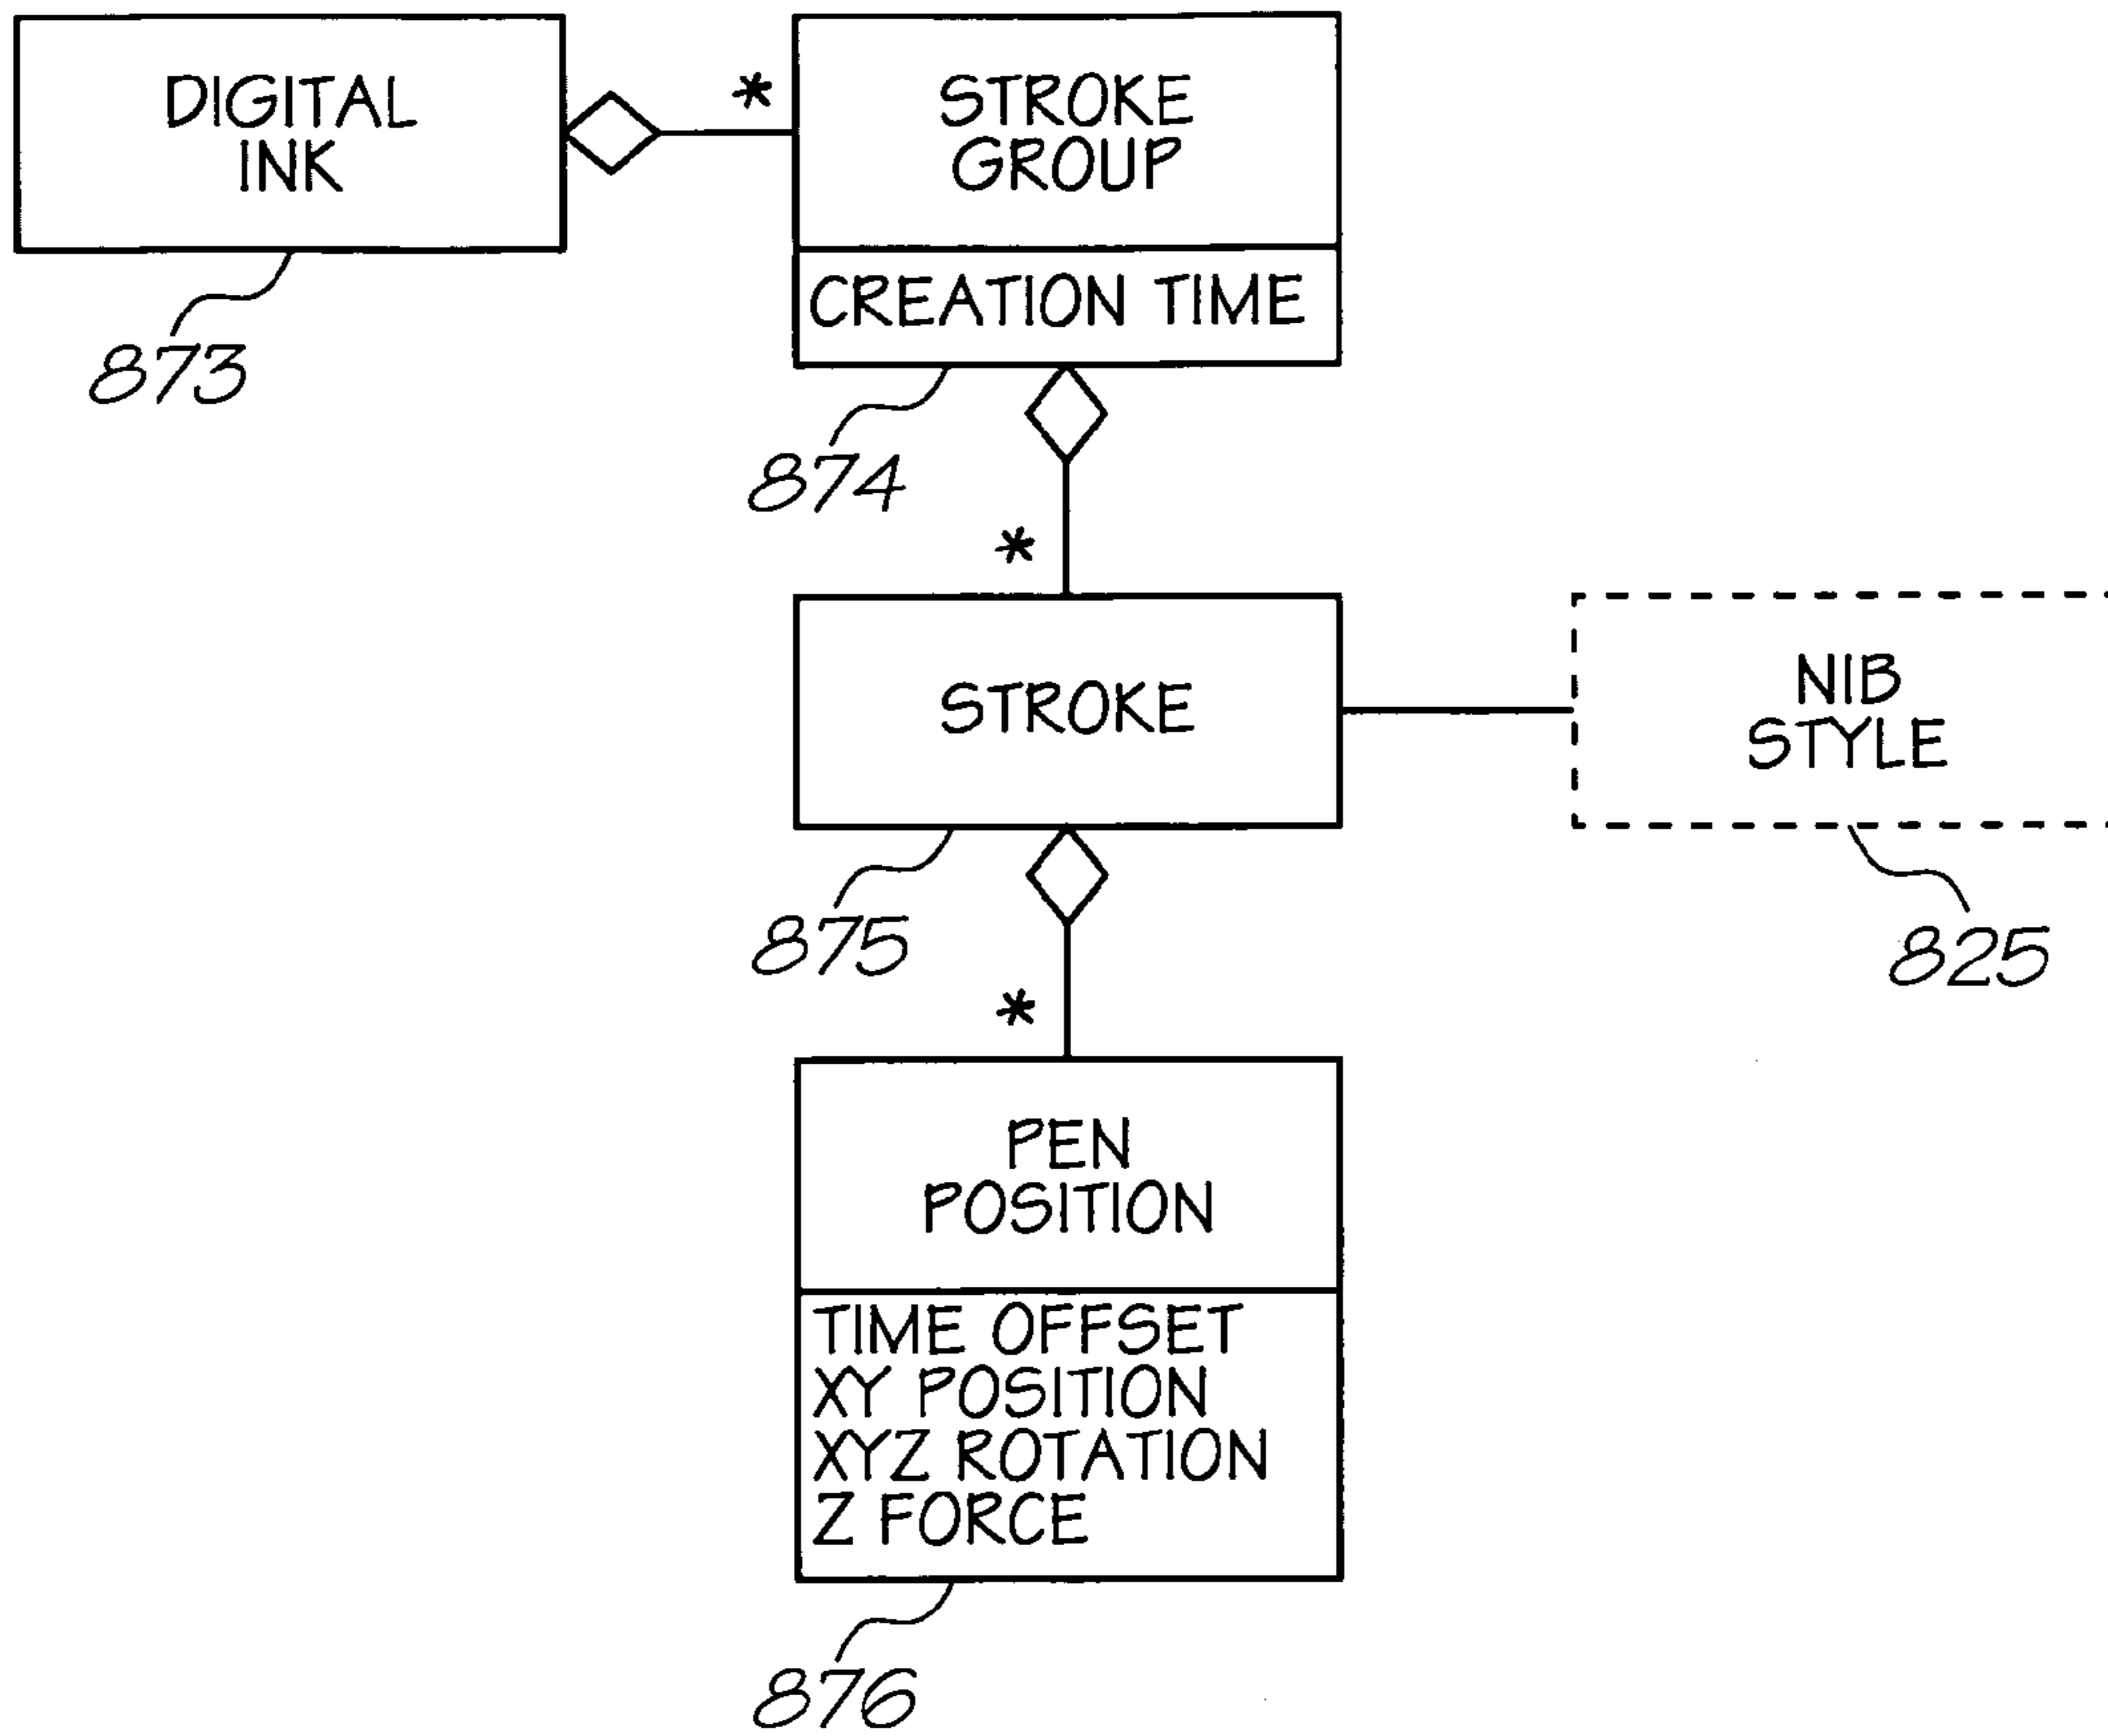 DIGITAL
INK
873
*
STROKE
GROUP
CREATION TIME
874
*
STROKE
875
NIB
STYLE
825
*
PEN
POSITION
TIME OFFSET
XY POSITION
XYZ ROTATION
Z FORCE
876